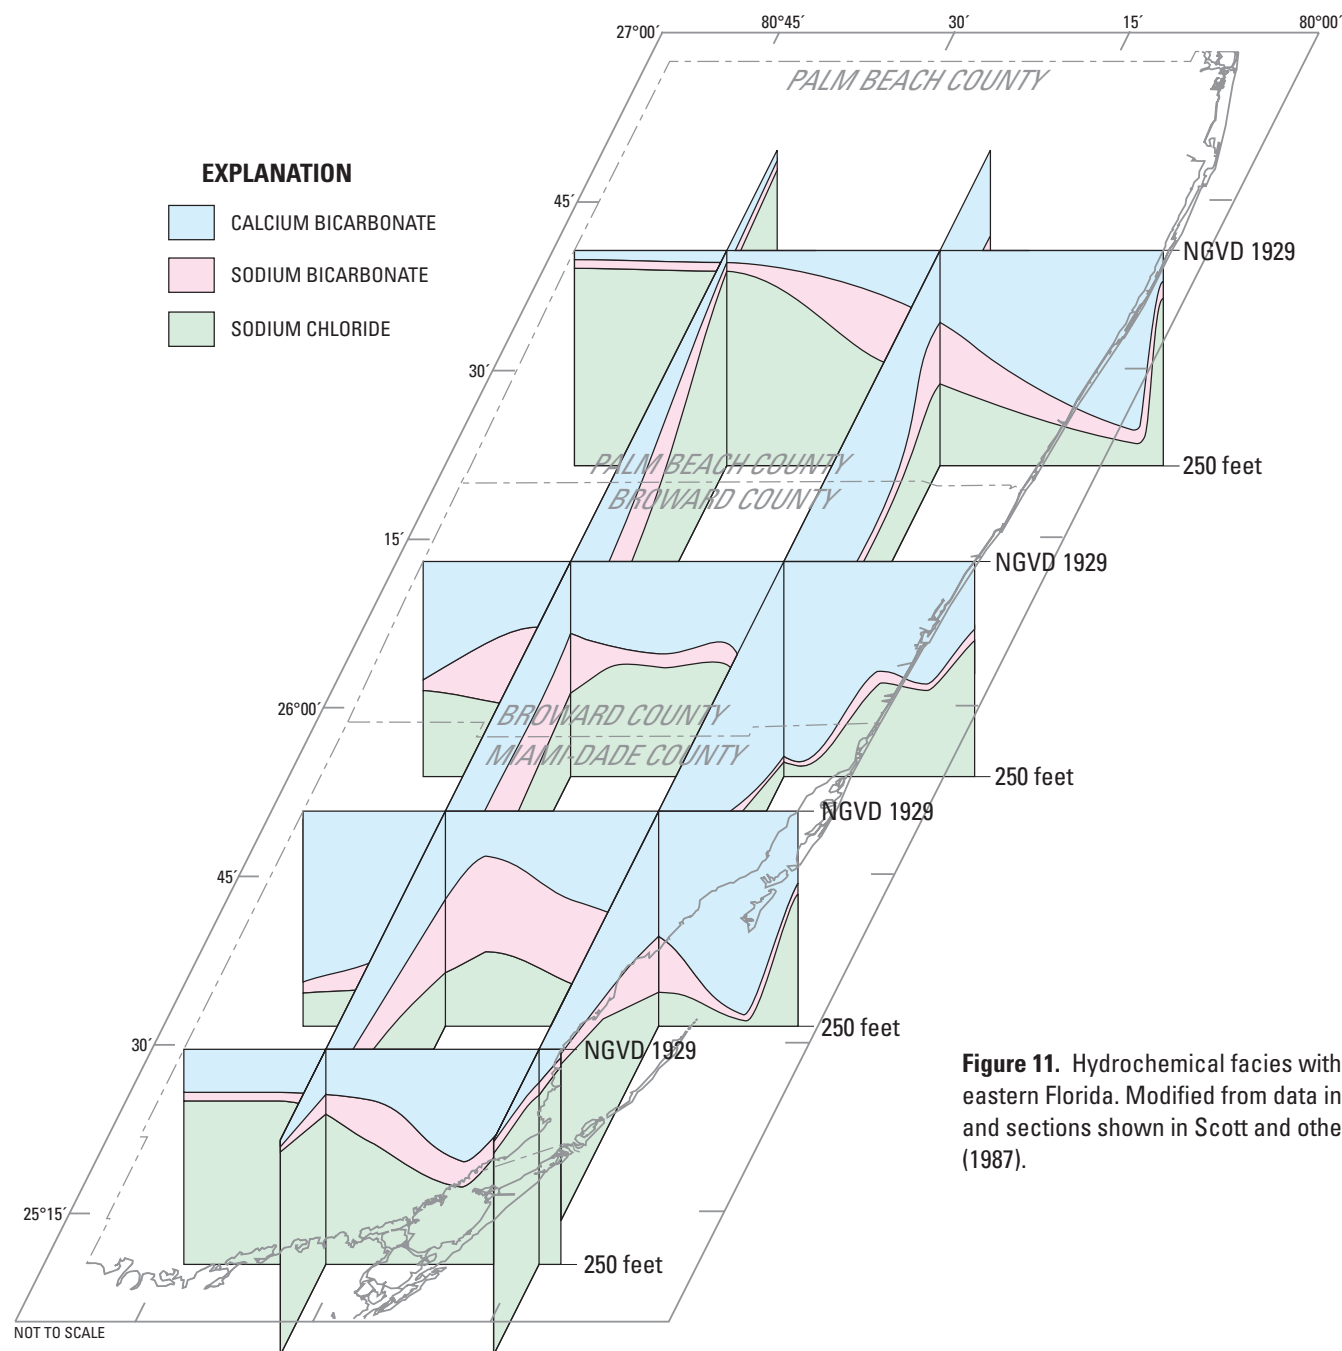 27°00´
80°45´
30´
15´
80°00´
PALM BEACH COUNTY
EXPLANATION
CALCIUM BICARBONATE
SODIUM BICARBONATE
SODIUM CHLORIDE
45´
NGVD 1929
30´
PALM BEACH COUNTY
250 feet
BROWARD COUNTY
15´
NGVD 1929
26°00´
BROWARD COUNTY
MIAMI-DADE COUNTY
250 feet
NGVD 1929
45´
250 feet
30´
NGVD 1929
Figure 11. Hydrochemical facies with
eastern Florida. Modified from data in
and sections shown in Scott and othe
(1987).
25°15´
250 feet
NOT TO SCALE